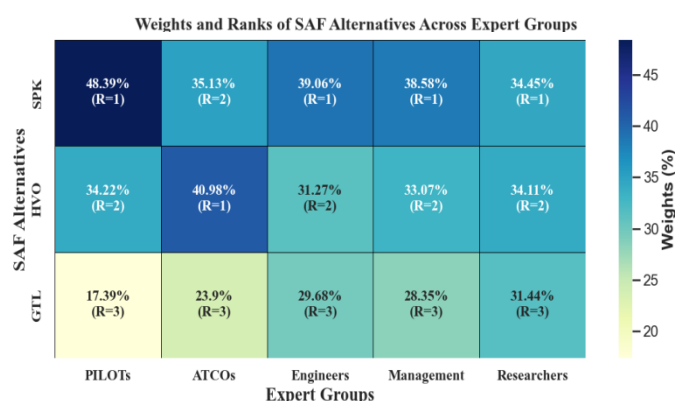 Weights and Ranks of SAF Alternatives Across Expert Groups
SAF Alternatives
SPK
48.39%
(R=1)
35.13%
(R=2)
39.06%
(R=1)
38.58%
(R=1)
34.45%
(R=1)
HVO
34.22%
(R=2)
40.98%
(R=1)
31.27%
(R=2)
33.07%
(R=2)
34.11%
(R=2)
GTL
17.39%
(R=3)
23.9%
(R=3)
29.68%
(R=3)
28.35%
(R=3)
31.44%
(R=3)
PILOTs
ATCOs
Engineers
Management
Researchers
Expert Groups
45
40
35
30
25
20
Weights (%)